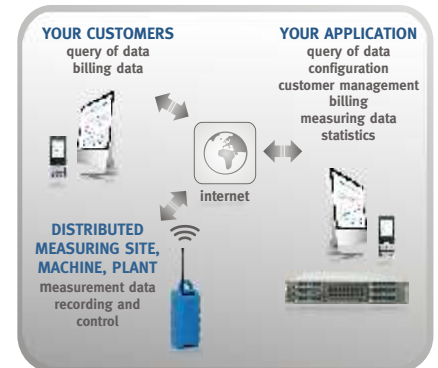 YOUR CUSTOMERS
query of data
billing data
YOUR APPLICATION
query of data
configuration
customer management
billing
measuring data
statistics
internet
DISTRIBUTED
MEASURING SITE,
MACHINE, PLANT
measurement data
recording and
control